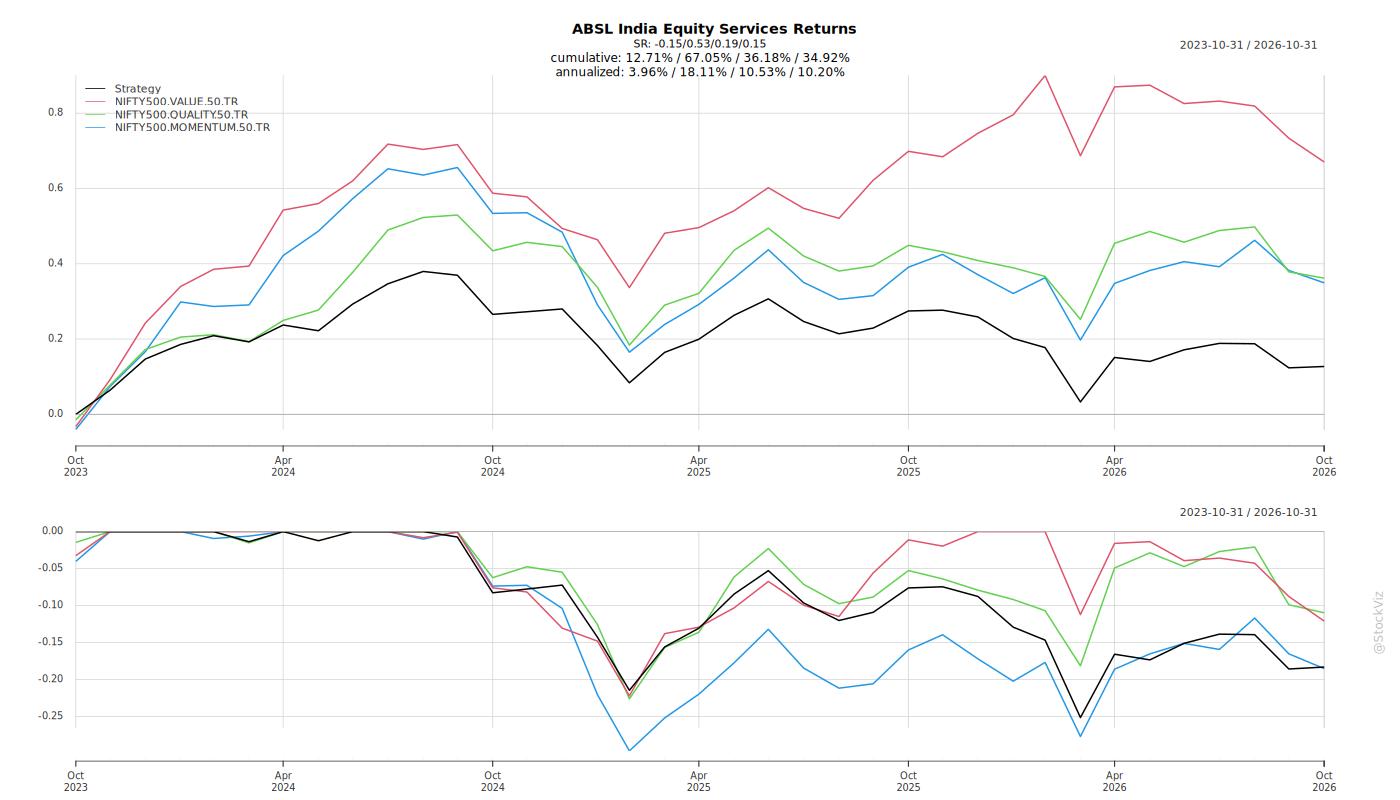 ABSL India Equity Services Returns
SR: -0.15/0.53/0.19/0.15
cumulative: 12.71% / 67.05% / 36.18% / 34.92%
annualized: 3.96% / 18.11% / 10.53% / 10.20%
2023-10-31 / 2026-10-31
Strategy
NIFTY500.VALUE.50.TR
NIFTY500.QUALITY.50.TR
NIFTY500.MOMENTUM.50.TR
0.8
0.6
0.4
0.2
0.0
Oct 2023
Apr 2024
Oct 2024
Apr 2025
Oct 2025
Apr 2026
Oct 2026
2023-10-31 / 2026-10-31
0.00
-0.05
-0.10
-0.15
-0.20
-0.25
Oct 2023
Apr 2024
Oct 2024
Apr 2025
Oct 2025
Apr 2026
Oct 2026
@StockViz